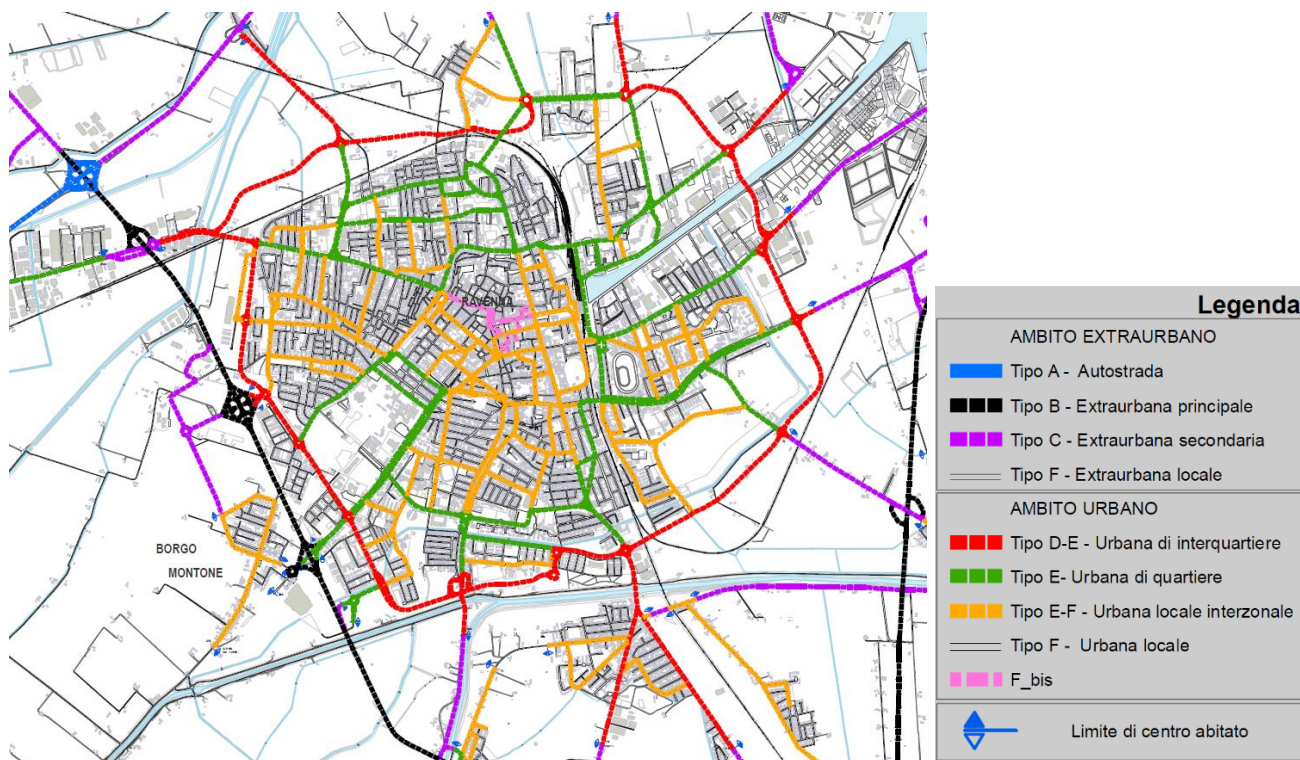 RAVENNA
BORGO
MONTONE
Legenda
AMBITO EXTRAURBANO
Tipo A - Autostrada
Tipo B - Extraurbana principale
Tipo C - Extraurbana secondaria
Tipo F - Extraurbana locale
AMBITO URBANO
Tipo D-E - Urbana di interquartiere
Tipo E- Urbana di quartiere
Tipo E-F - Urbana locale interzonale
Tipo F - Urbana locale
F_bis
Limite di centro abitato